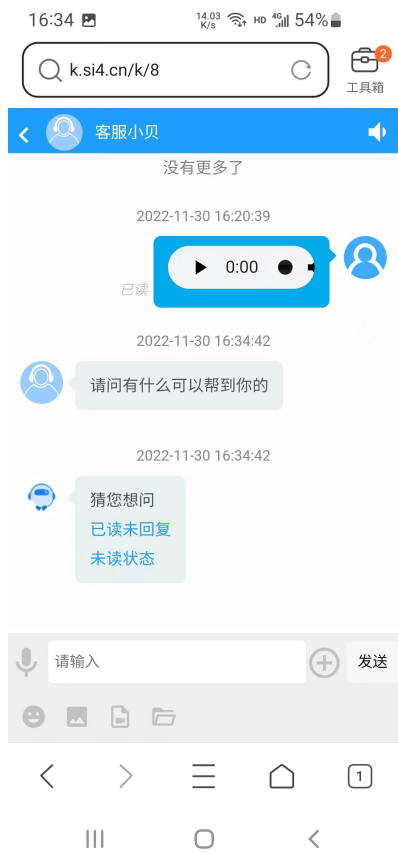 16:34
14.03
K/s
HD
4G
54%
k.si4.cn/k/8
2
工具箱
客服小贝
没有更多了
2022-11-30 16:20:39
0:00
已读
2022-11-30 16:34:42
请问有什么可以帮到你的
2022-11-30 16:34:42
猜您想问
已读未回复
未读状态
请输入
发送
1